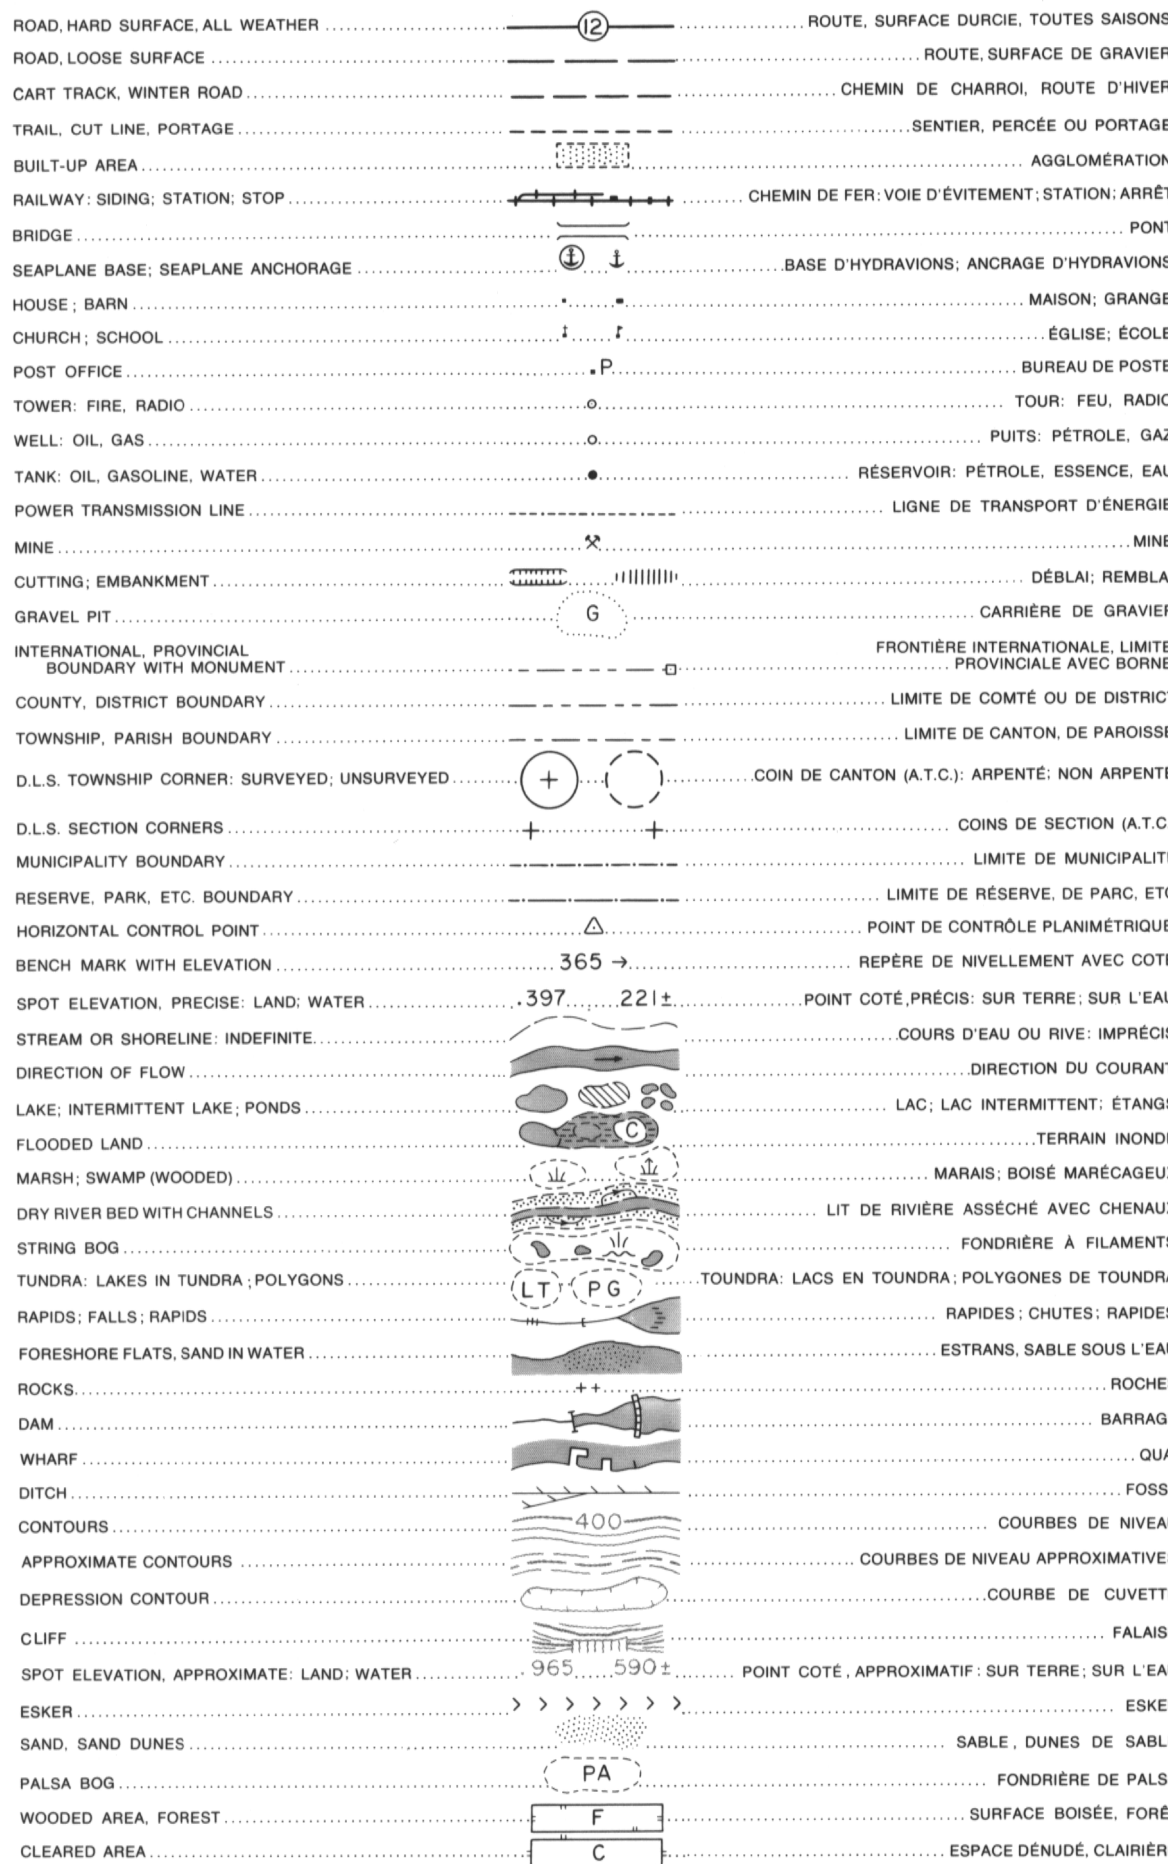 ROAD, HARD SURFACE, ALL WEATHER 12 ROUTE, SURFACE DURCIE, TOUTES SAISONS
ROAD, LOOSE SURFACE ROUTE, SURFACE DE GRAVIER
CART TRACK, WINTER ROAD CHEMIN DE CHARROI, ROUTE D'HIVER
TRAIL, CUT LINE, PORTAGE SENTIER, PERCÉE OU PORTAGE
BUILT-UP AREA AGGLOMÉRATION
RAILWAY: SIDING; STATION; STOP CHEMIN DE FER: VOIE D'ÉVITEMENT; STATION; ARRÊT
BRIDGE PONT
SEAPLANE BASE; SEAPLANE ANCHORAGE BASE D'HYDRAVIONS; ANCRAGE D'HYDRAVIONS
HOUSE; BARN MAISON; GRANGE
CHURCH; SCHOOL ÉGLISE; ÉCOLE
POST OFFICE P BUREAU DE POSTE
TOWER: FIRE, RADIO TOUR: FEU, RADIO
WELL: OIL, GAS PUITS: PÉTROLE, GAZ
TANK: OIL, GASOLINE, WATER RÉSERVOIR: PÉTROLE, ESSENCE, EAU
POWER TRANSMISSION LINE LIGNE DE TRANSPORT D'ÉNERGIE
MINE MINE
CUTTING; EMBANKMENT DÉBLAI; REMBLA
GRAVEL PIT G CARRIÈRE DE GRAVIER
INTERNATIONAL, PROVINCIAL FRONTIÈRE INTERNATIONALE, LIMITE
BOUNDARY WITH MONUMENT PROVINCIALE AVEC BORNE
COUNTY, DISTRICT BOUNDARY LIMITE DE COMTÉ OU DE DISTRICT
TOWNSHIP, PARISH BOUNDARY LIMITE DE CANTON, DE PAROISSE
D.L.S. TOWNSHIP CORNER: SURVEYED; UNSURVEYED COIN DE CANTON (A.T.C.): ARPENTÉ; NON ARPENTÉ
D.L.S. SECTION CORNERS COINS DE SECTION (A.T.C.
MUNICIPALITY BOUNDARY LIMITE DE MUNICIPALIT
RESERVE, PARK, ETC. BOUNDARY LIMITE DE RÉSERVE, DE PARC, ETC
HORIZONTAL CONTROL POINT POINT DE CONTRÔLE PLANIMÉTRIQUE
BENCH MARK WITH ELEVATION 365 → REPÈRE DE NIVELLEMENT AVEC COTE
SPOT ELEVATION, PRECISE: LAND; WATER .397 221± POINT COTÉ, PRÉCIS: SUR TERRE; SUR L'EAU
STREAM OR SHORELINE: INDEFINITE COURS D'EAU OU RIVE: IMPRÉCIS
DIRECTION OF FLOW DIRECTION DU COURANT
LAKE; INTERMITTENT LAKE; PONDS LAC; LAC INTERMITTENT; ÉTANGS
FLOODED LAND C TERRAIN INOND
MARSH; SWAMP (WOODED) MARAIS; BOISÉ MARÉCAGEUX
DRY RIVER BED WITH CHANNELS LIT DE RIVIÈRE ASSÉCHÉ AVEC CHENAUX
STRING BOG FONDRIÈRE À FILAMENTS
TUNDRA: LAKES IN TUNDRA; POLYGONS LT PG TOUNDRA: LACS EN TOUNDRA; POLYGONES DE TOUNDRA
RAPIDS; FALLS; RAPIDS RAPIDES; CHUTES; RAPIDES
FORESHORE FLATS, SAND IN WATER ESTRANS, SABLE SOUS L'EAU
ROCKS ROCHE
DAM BARRAG
WHARF QUA
DITCH FOSS
CONTOURS 400 COURBES DE NIVEA
APPROXIMATE CONTOURS COURBES DE NIVEAU APPROXIMATIVE
DEPRESSION CONTOUR COURBE DE CUVETT
CLIFF FALAIS
SPOT ELEVATION, APPROXIMATE: LAND; WATER .965 590± POINT COTÉ, APPROXIMATIF: SUR TERRE; SUR L'EA
ESKER ESKE
SAND, SAND DUNES SABLE, DUNES DE SABL
PALSA BOG PA FONDRIÈRE DE PALS
WOODED AREA, FOREST F SURFACE BOISÉE, FORÊ
CLEARED AREA C ESPACE DÉNUDÉ, CLAIRIÈR